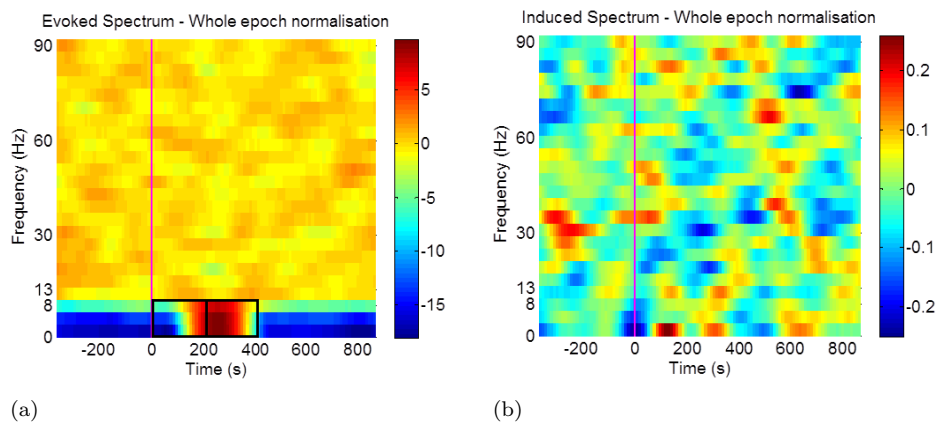 Evoked Spectrum - Whole epoch normalisation
90
60
30
13
8
0
Frequency (Hz)
-200 0 200 400 600 800
Time (s)
5
0
-5
-10
-15
(a)
Induced Spectrum - Whole epoch normalisation
90
60
30
13
8
0
Frequency (Hz)
-200 0 200 400 600 800
Time (s)
0.2
0.1
0
-0.1
-0.2
(b)